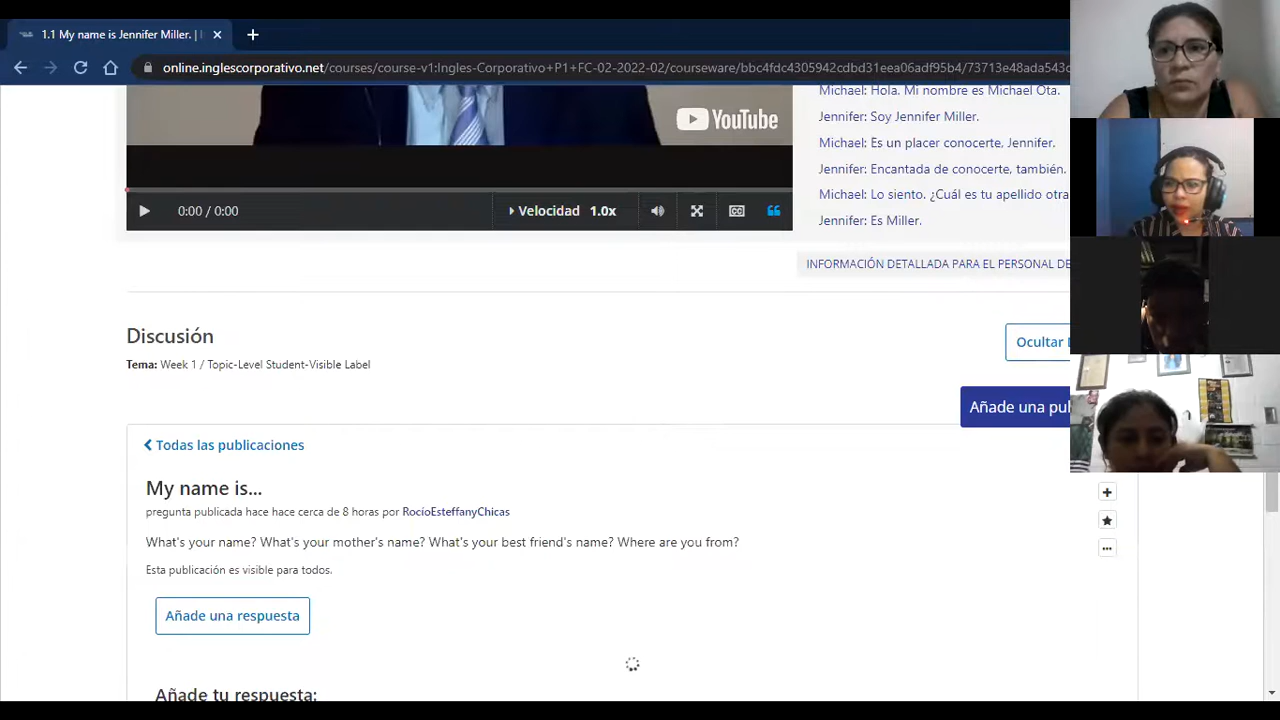 1.1 My name is Jennifer Miller. |
online.inglescorporativo.net/courses/course-v1:Ingles-Corporativo+P1+FC-02-2022-02/courseware/bbc4fdc4305942cdbd31eea06adf95b4/73713e48ada543c
YouTube
0:00 / 0:00
Velocidad 1.0x
Michael: Hola. Mi nombre es Michael Ota.
Jennifer: Soy Jennifer Miller.
Michael: Es un placer conocerte, Jennifer.
Jennifer: Encantada de conocerte, también.
Michael: Lo siento. ¿Cuál es tu apellido otra
Jennifer: Es Miller.
INFORMACIÓN DETALLADA PARA EL PERSONAL DE
Discusión
Ocultar
Tema: Week 1 / Topic-Level Student-Visible Label
Añade una pu
Todas las publicaciones
My name is...
pregunta publicada hace hace cerca de 8 horas por RocioEsteffanyChicas
What's your name? What's your mother's name? What's your best friend's name? Where are you from?
Esta publicación es visible para todos.
Añade una respuesta
Añade tu respuesta: